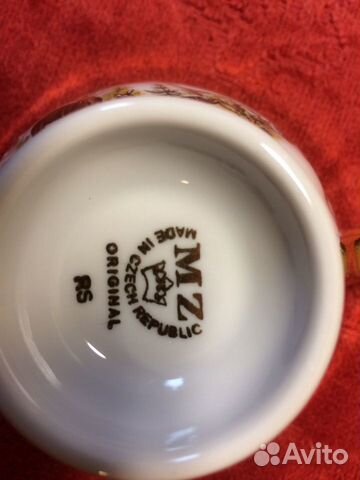 MZ
MADE IN CZECH REPUBLIC
ORIGINAL
RS
Avito